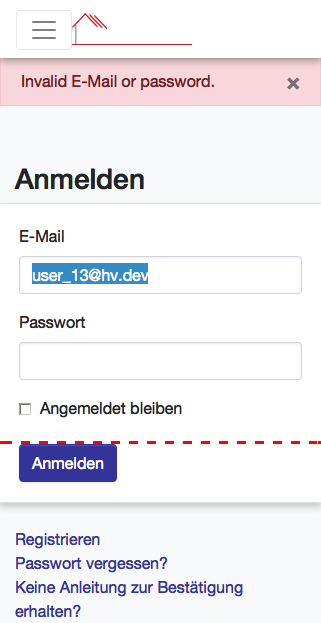 Invalid E-Mail or password.
×
Anmelden
E-Mail
user_13@hv.dev
Passwort
Angemeldet bleiben
Anmelden
Registrieren
Passwort vergessen?
Keine Anleitung zur Bestätigung
erhalten?